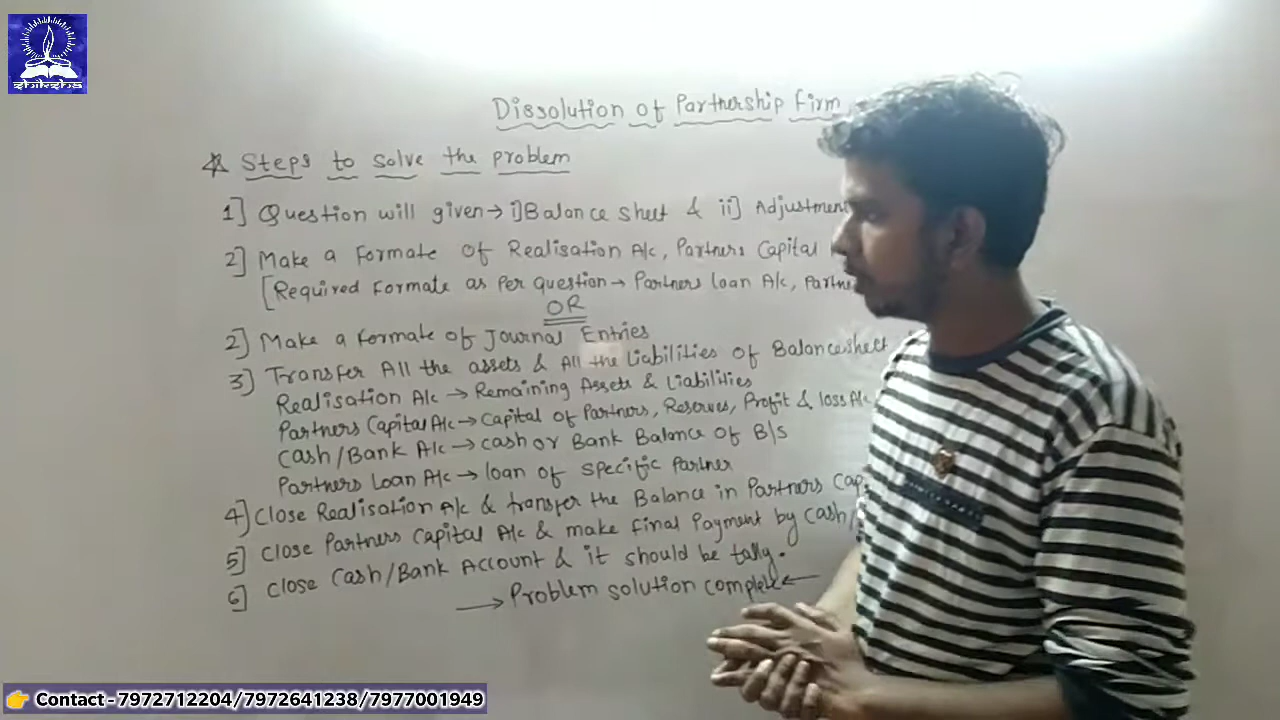 shiksha
Dissolution of Partnership Firm
Steps to solve the problem
1] Question will given → i] Balance sheet & ii] Adjustment
2] Make a Formate of Realisation A/c, Partners Capital
[Required Formate as per question → Partners loan A/c,
OR
2] Make a Formate of Journal Entries
3] Transfer All the assets & All the Liabilities of Balancesheet
Realisation A/c → Remaining Assets & Liabilities
Partners Capital A/c → Capital of Partners, Reserves, Profit & loss A/c
Cash/Bank A/c → cash or Bank Balance of B/s
Partners Loan A/c → loan of specific Partner
4] Close Realisation A/c & transfer the Balance in Partners
5] Close Partners Capital A/c & make final Payment by cash/
6] Close Cash/Bank Account & it should be tally.
→ Problem solution complete ←
👉 Contact - 7972712204/7972641238/7977001949